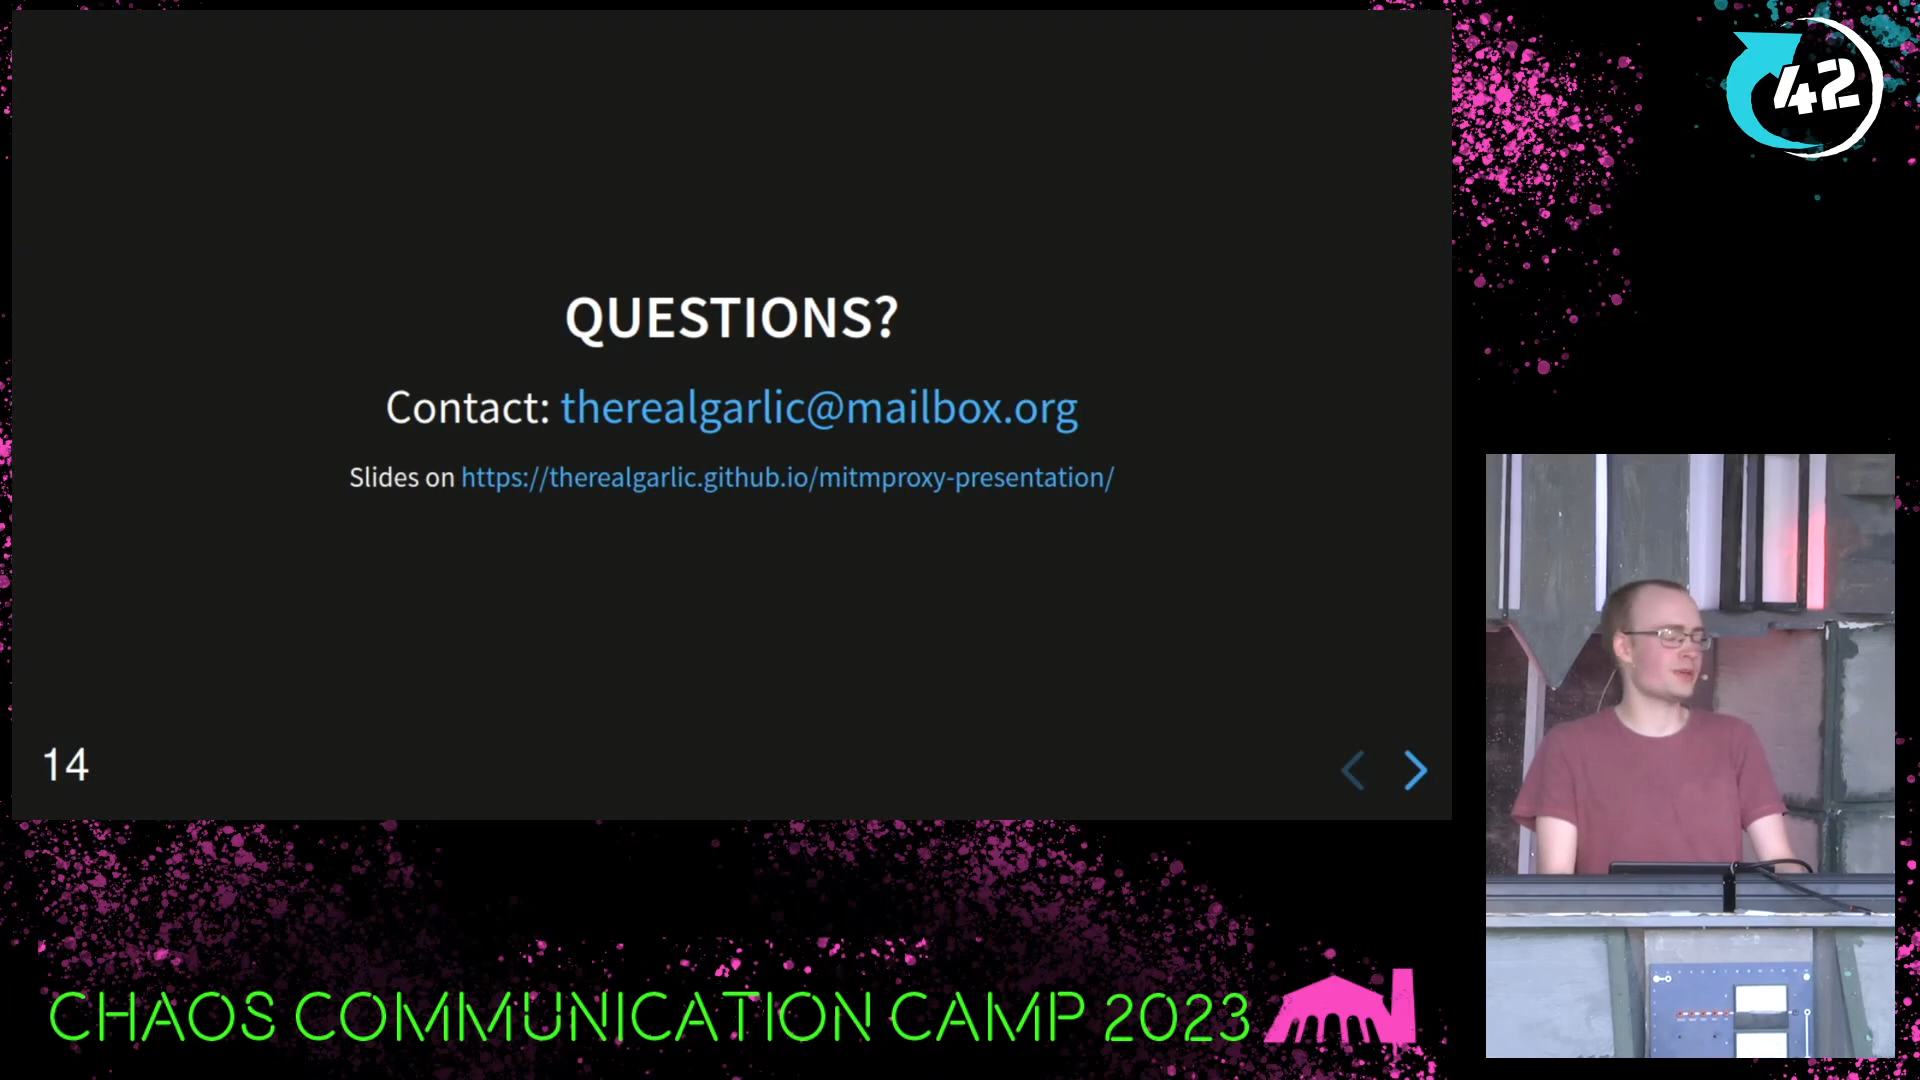 42
QUESTIONS?
Contact: therealgarlic@mailbox.org
Slides on https://therealgarlic.github.io/mitmproxy-presentation/
14
CHAOS COMMUNICATION CAMP 2023